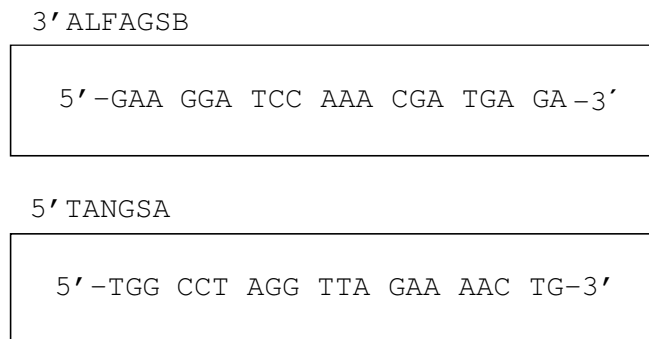 3′ALFAGSB
5′-GAA GGA TCC AAA CGA TGA GA-3′
5′TANGSA
5′-TGG CCT AGG TTA GAA AAC TG-3′